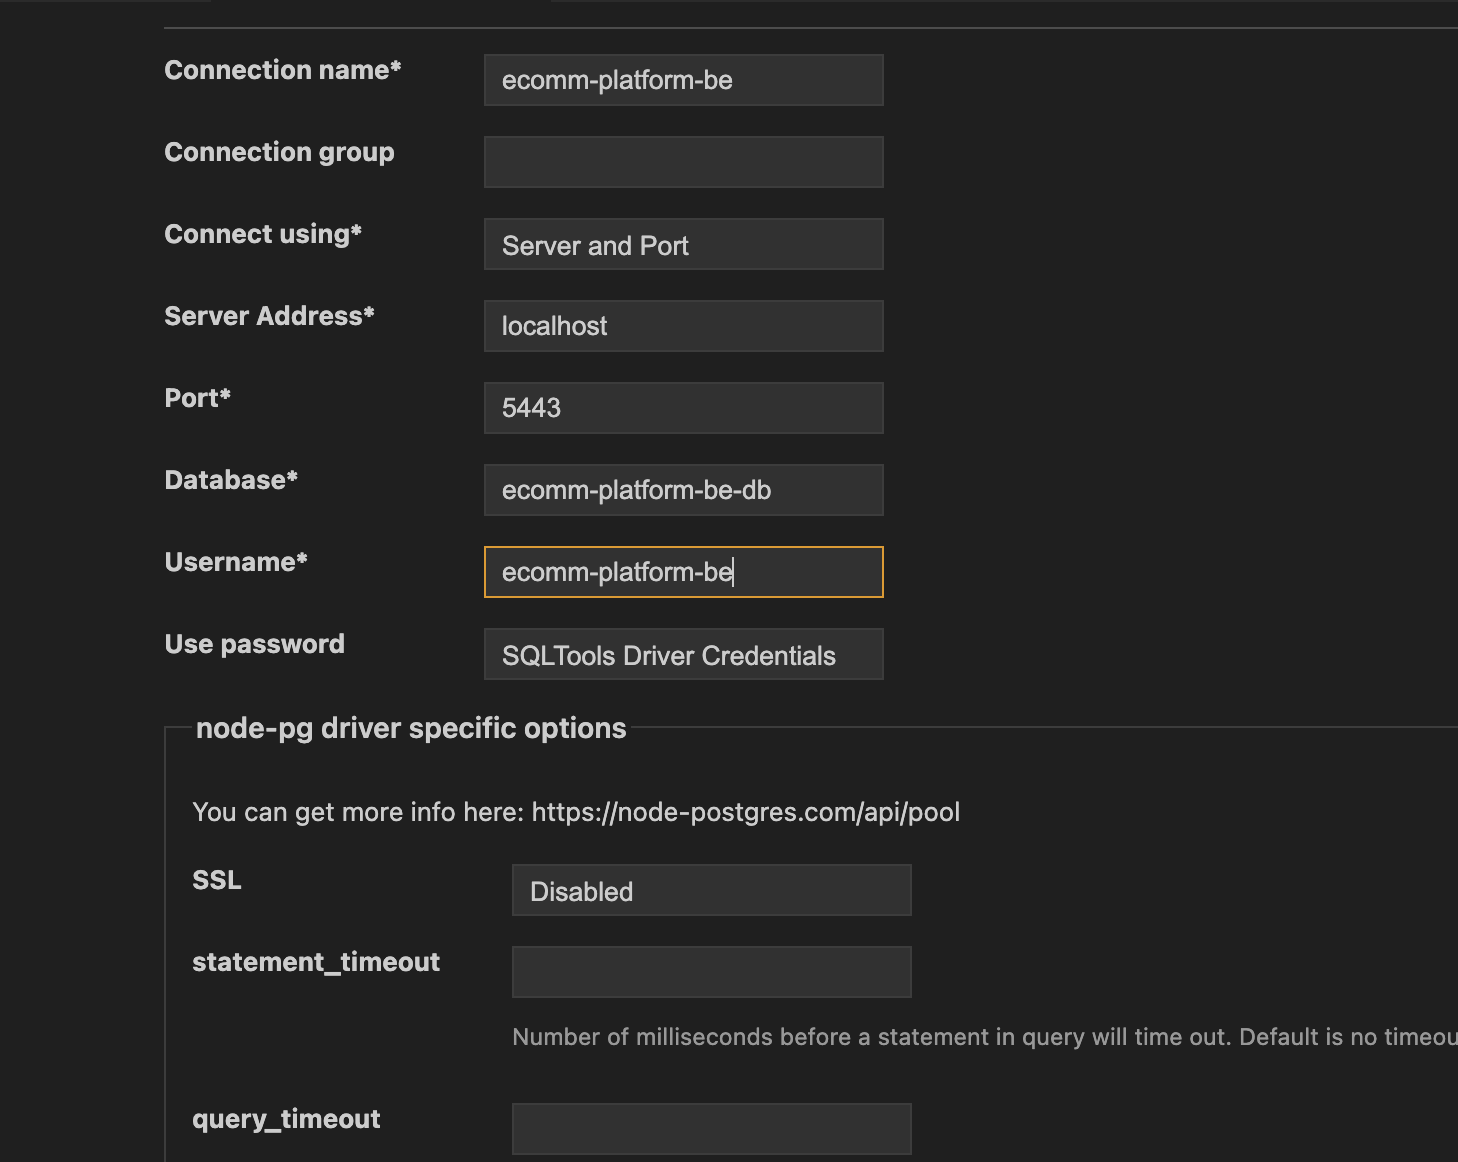 Connection name*
ecomm-platform-be
Connection group
Connect using*
Server and Port
Server Address*
localhost
Port*
5443
Database*
ecomm-platform-be-db
Username*
ecomm-platform-be
Use password
SQLTools Driver Credentials
node-pg driver specific options
You can get more info here: https://node-postgres.com/api/pool
SSL
Disabled
statement_timeout
Number of milliseconds before a statement in query will time out. Default is no timeou
query_timeout